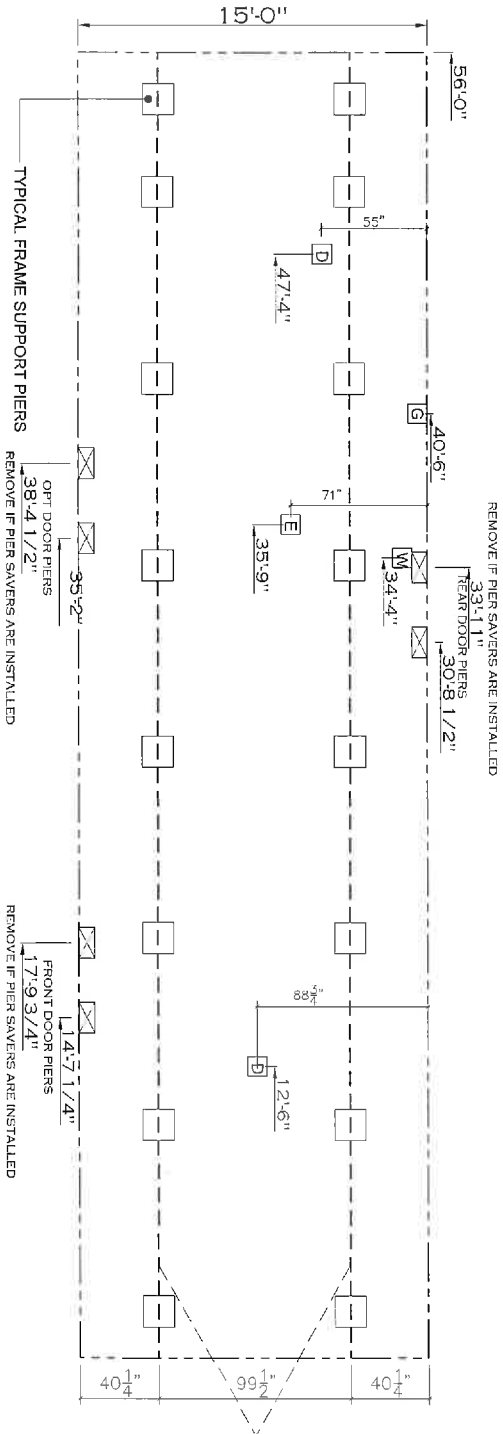 15'-0"
56'-0"
55"
D
47'-4"
TYPICAL FRAME SUPPORT PIERS
G
40'-6"
REMOVE IF PIER SAVERS ARE INSTALLED
33'-11"
REAR DOOR PIERS
30'-8 1/2"
71"
E
35'-9"
W
34'-4"
OPT DOOR PIERS
38'-4 1/2"
REMOVE IF PIER SAVERS ARE INSTALLED
35'-2"
88 3/4"
D
12'-6"
FRONT DOOR PIERS
17'-9 3/4"
REMOVE IF PIER SAVERS ARE INSTALLED
14'-7 1/4"
40 1/4"
99 1/2"
40 1/4"